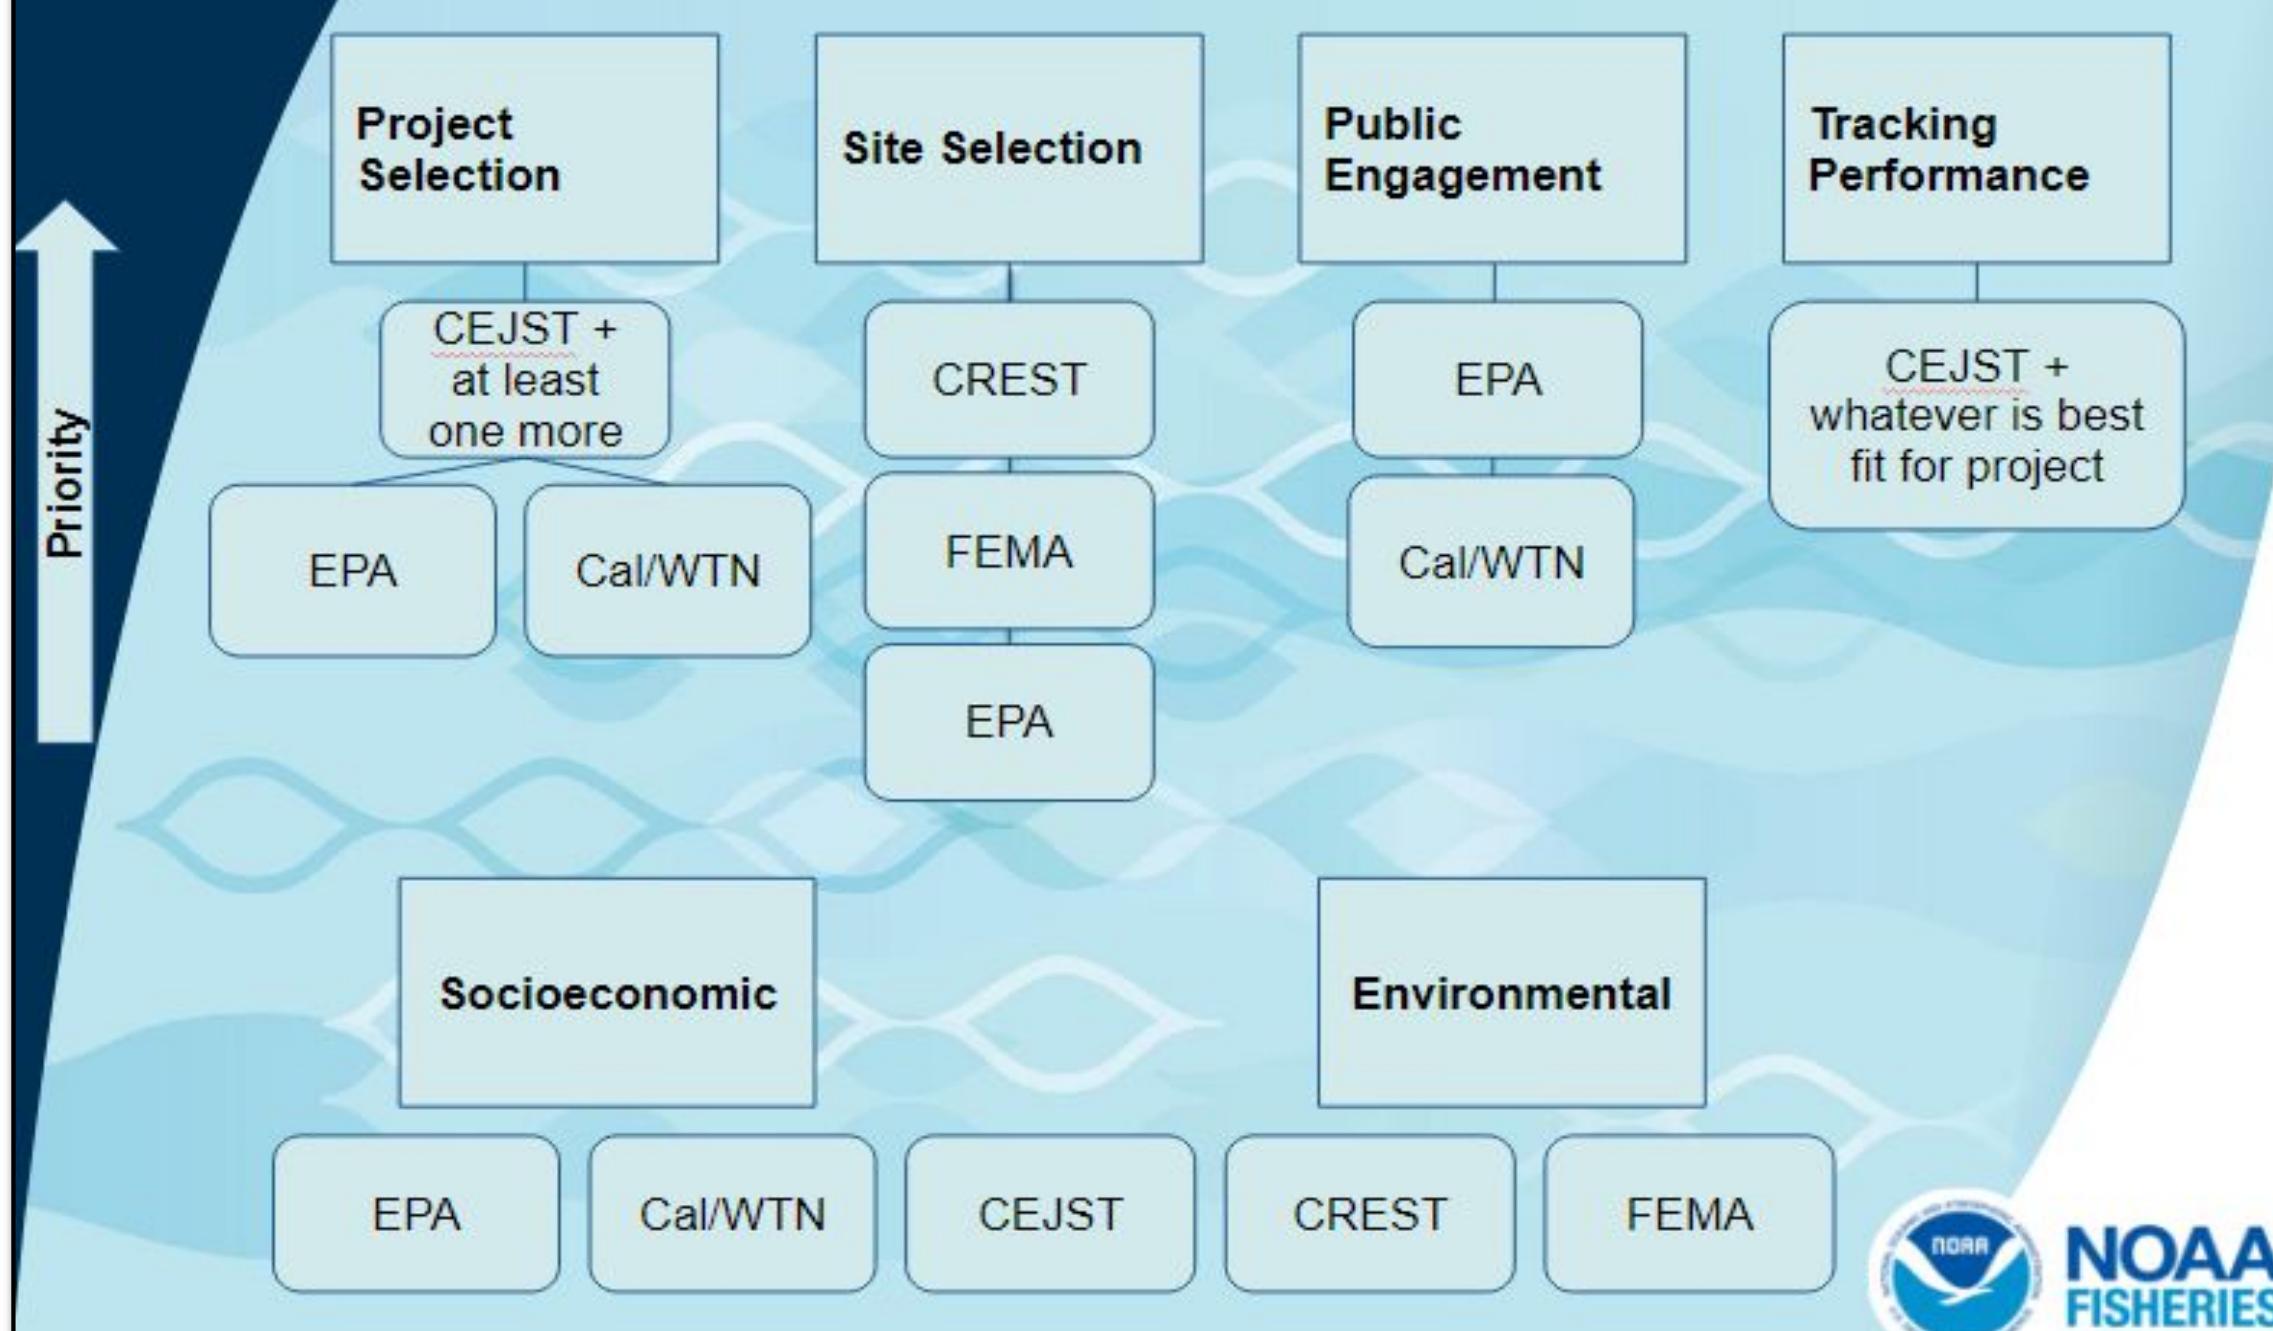 Project
Selection
Site Selection
Public
Engagement
Tracking
Performance
Priority
CEJST +
at least
one more
CREST
EPA
CEJST +
whatever is best
fit for project
EPA
Cal/WTN
FEMA
Cal/WTN
EPA
Socioeconomic
Environmental
EPA
Cal/WTN
CEJST
CREST
FEMA
NOAA
NOAA
FISHERIES